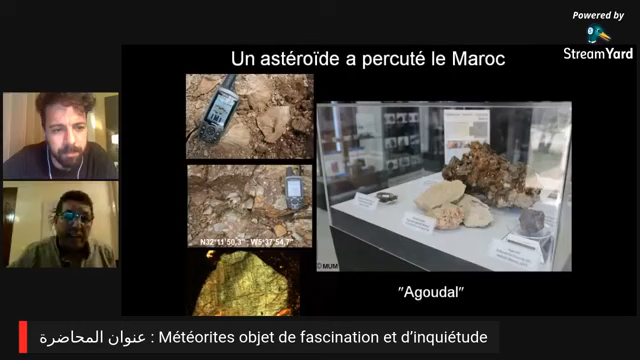 Powered by
StreamYard
Un astéroïde a percuté le Maroc
N32°11'50,3" ; W5°37'54,7"
© MUM
"Agoudal"
عنوان المحاضرة : Météorites objet de fascination et d'inquiétude